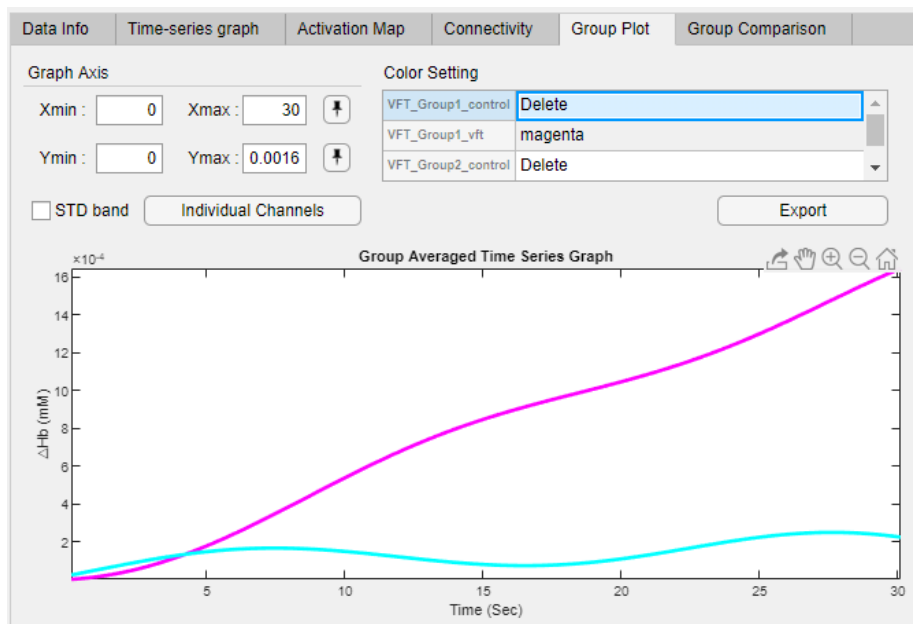 Data Info Time-series graph Activation Map Connectivity Group Plot Group Comparison
Graph Axis
Color Setting
Xmin : 0 Xmax : 30
VFT_Group1_control Delete
VFT_Group1_vft magenta
Ymin : 0 Ymax : 0.0016
VFT_Group2_control Delete
STD band Individual Channels Export
×10⁻⁴
Group Averaged Time Series Graph
16
14
12
10
8
6
4
2
△Hb (mM)
5 10 15 20 25 30
Time (Sec)